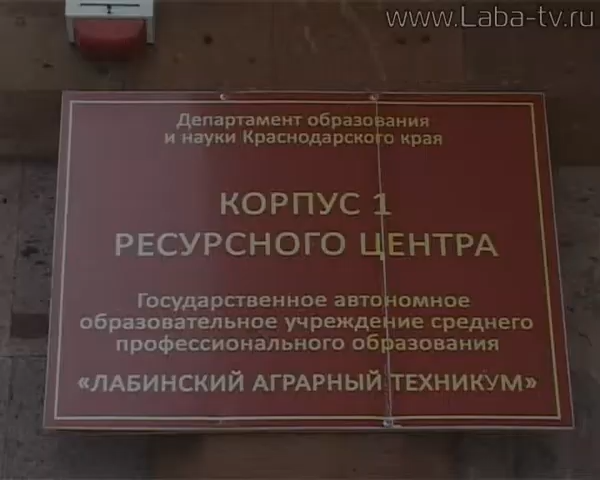 www.Laba-tv.ru
Департамент образования
и науки Краснодарского края
КОРПУС 1
РЕСУРСНОГО ЦЕНТРА
Государственное автономное
образовательное учреждение среднего
профессионального образования
«ЛАБИНСКИЙ АГРАРНЫЙ ТЕХНИКУМ»